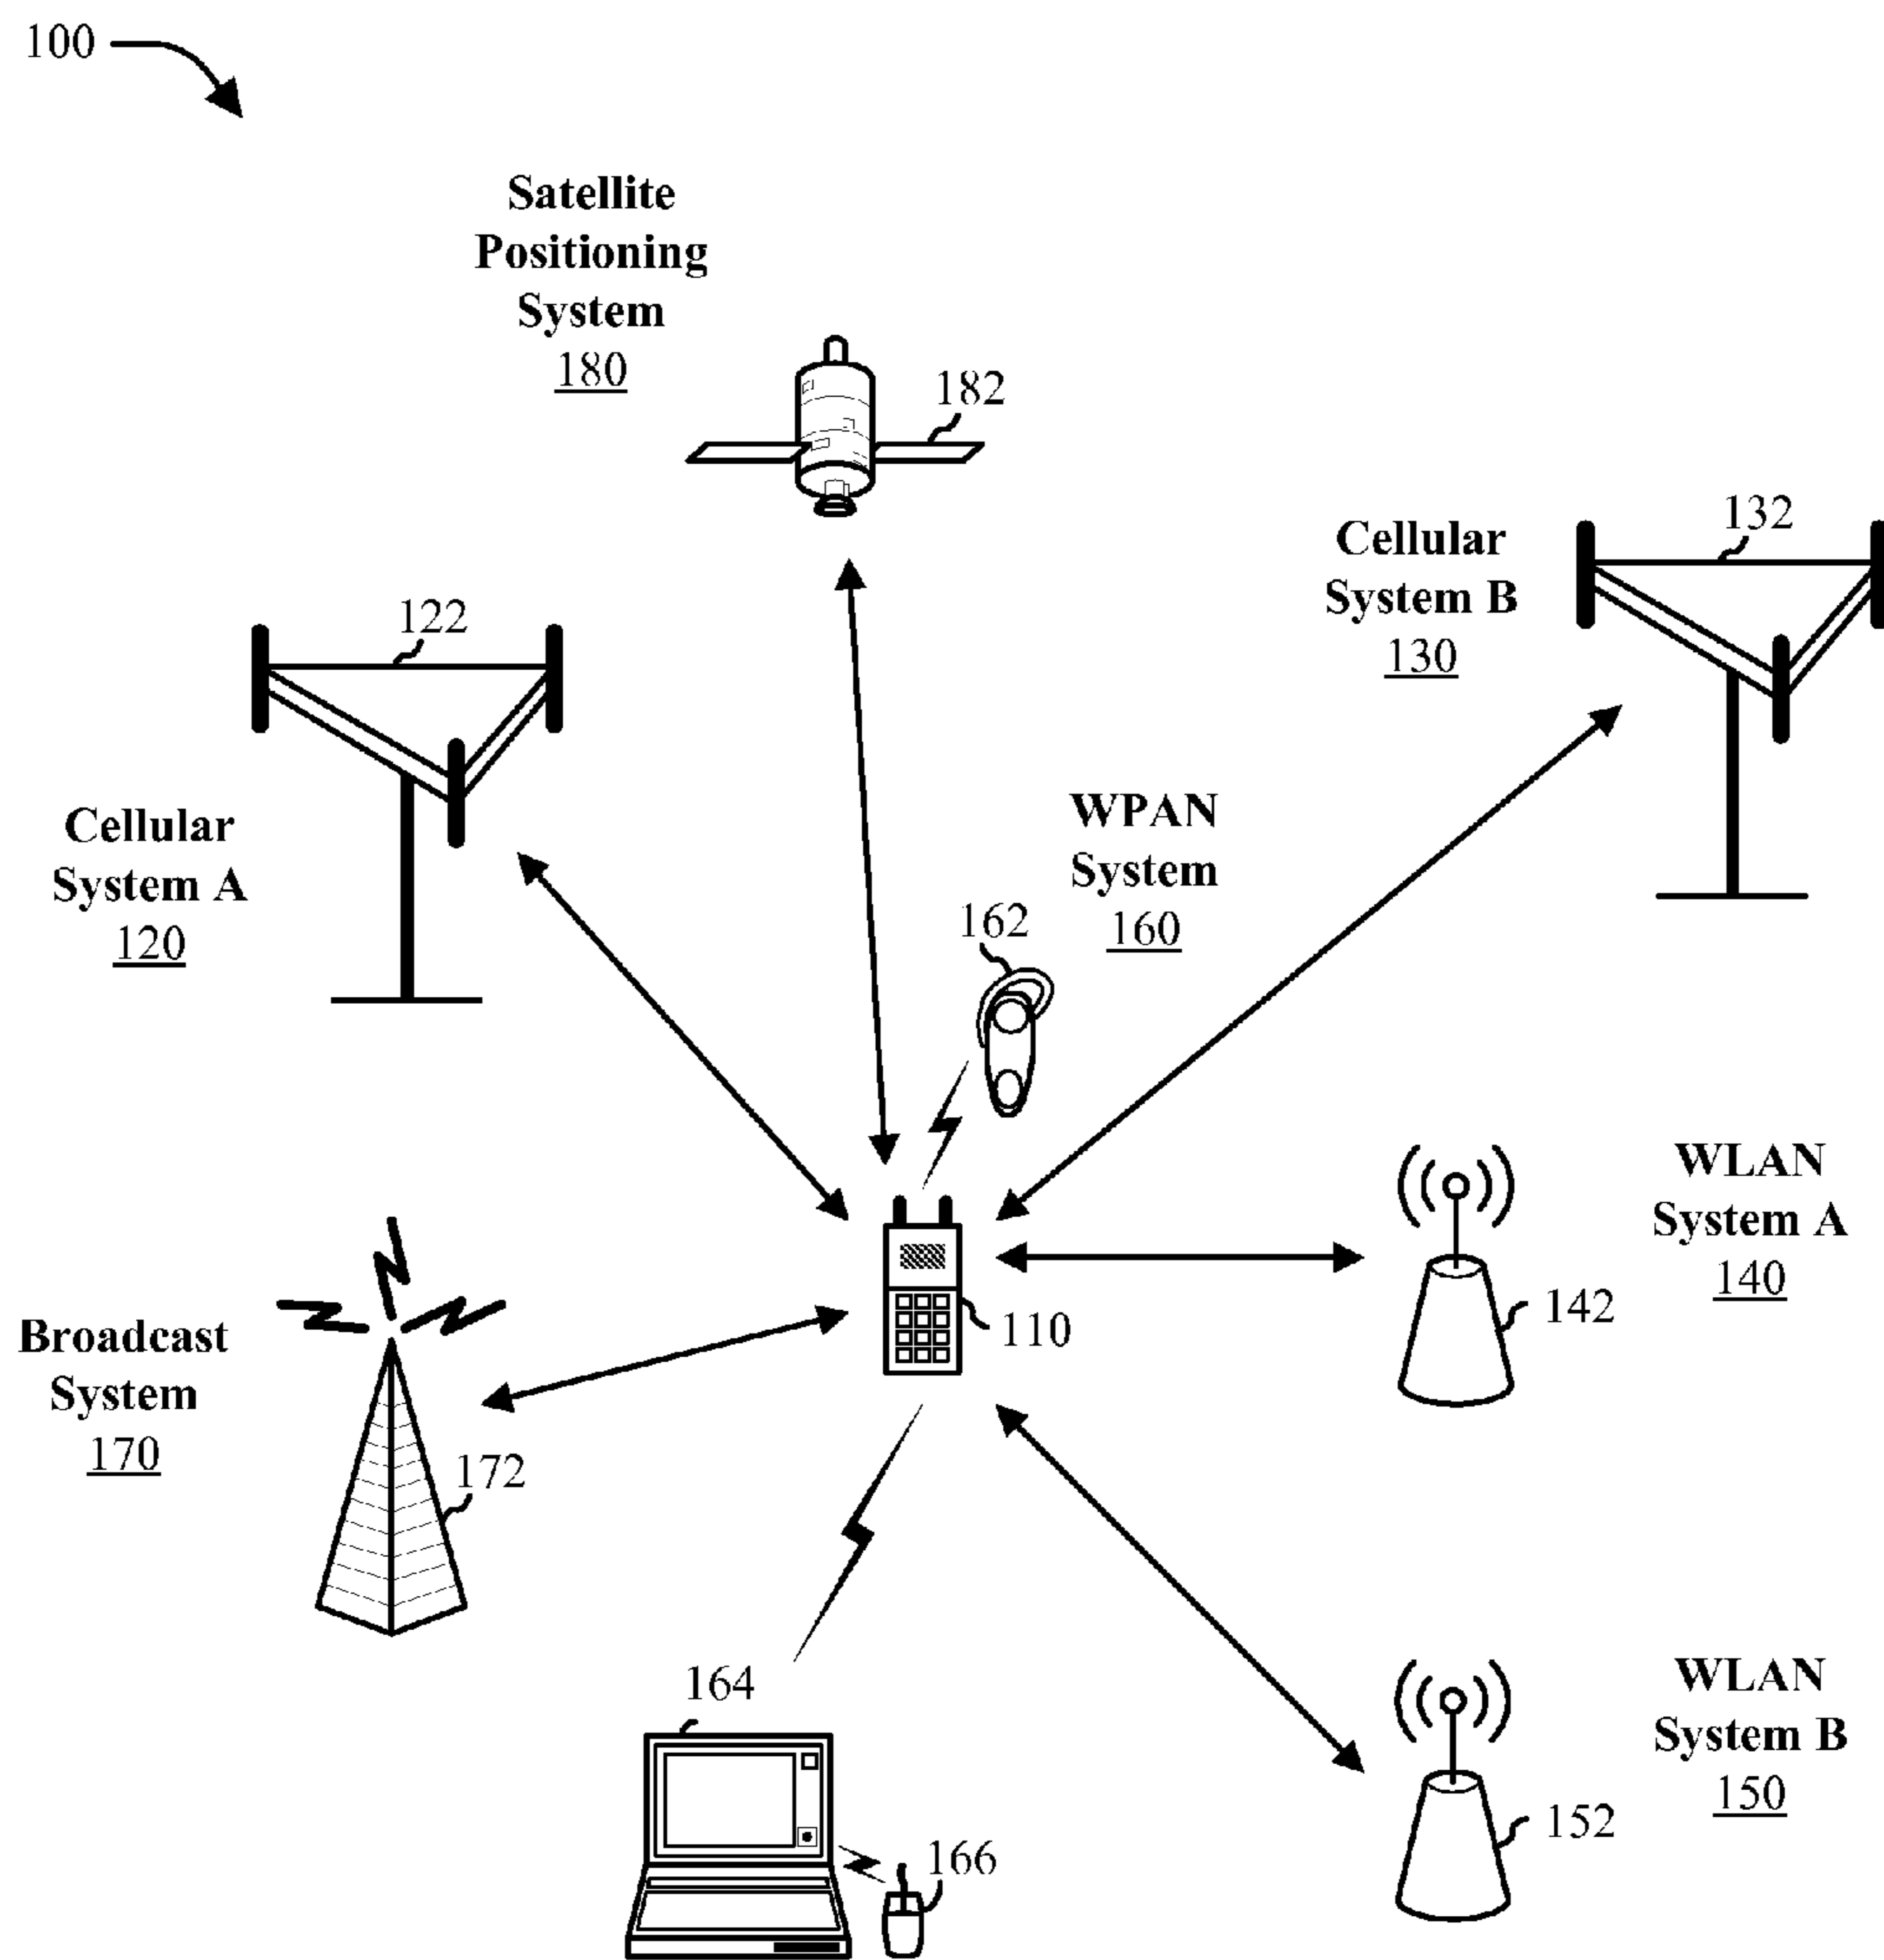 100
Satellite
Positioning
System
180
182
Cellular
System B
130
132
122
Cellular
System A
120
WPAN
System
160
162
WLAN
System A
140
142
110
Broadcast
System
170
172
164
166
WLAN
System B
150
152